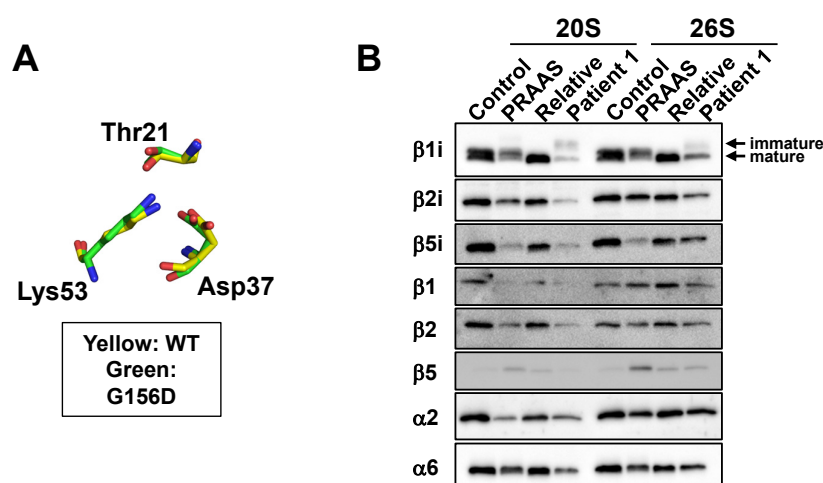 A
Thr21
Lys53
Asp37
Yellow: WT
Green:
G156D
B
20S 26S
Control PRAAS Relative Patient 1 Control PRAAS Relative Patient 1
β1i
immature
mature
β2i
β5i
β1
β2
β5
α2
α6